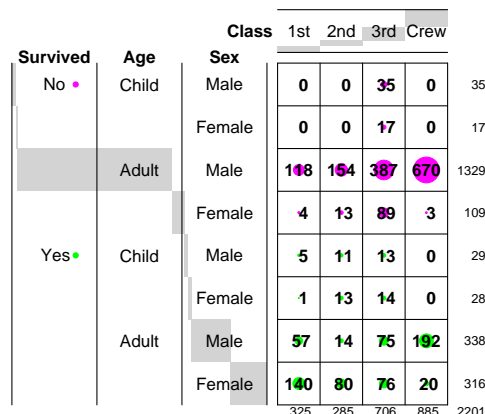 Class 1st 2nd 3rd Crew
Survived Age Sex
No Child Male 0 0 35 0 35
Female 0 0 17 0 17
Adult Male 118 154 387 670 1329
Female 4 13 89 3 109
Yes Child Male 5 11 13 0 29
Female 1 13 14 0 28
Adult Male 57 14 75 192 338
Female 140 80 76 20 316
325 285 706 885 2201